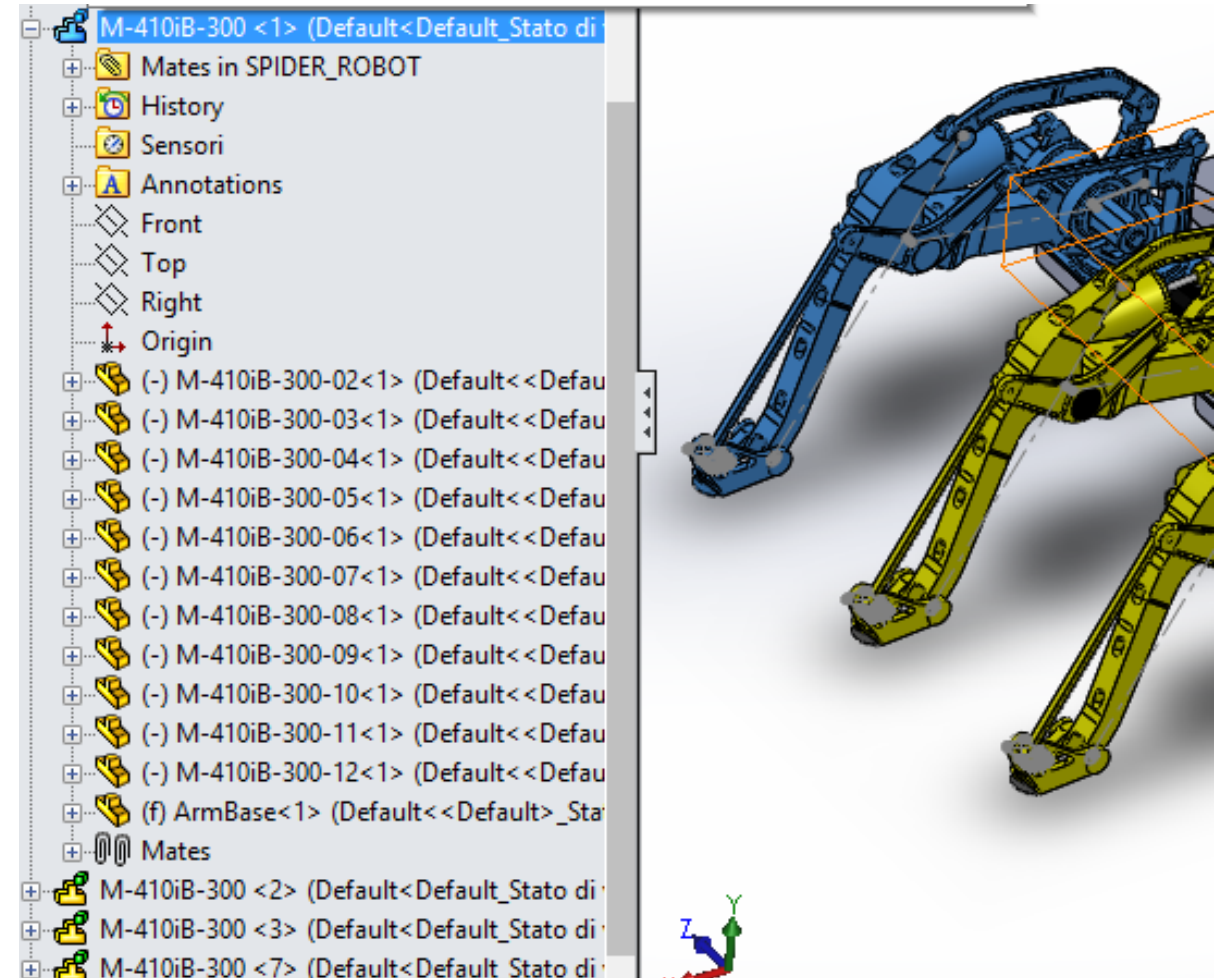 M-410iB-300 <1> (Default<Default_Stato di
Mates in SPIDER_ROBOT
History
Sensori
Annotations
Front
Top
Right
Origin
(-) M-410iB-300-02<1> (Default<<Defau
(-) M-410iB-300-03<1> (Default<<Defau
(-) M-410iB-300-04<1> (Default<<Defau
(-) M-410iB-300-05<1> (Default<<Defau
(-) M-410iB-300-06<1> (Default<<Defau
(-) M-410iB-300-07<1> (Default<<Defau
(-) M-410iB-300-08<1> (Default<<Defau
(-) M-410iB-300-09<1> (Default<<Defau
(-) M-410iB-300-10<1> (Default<<Defau
(-) M-410iB-300-11<1> (Default<<Defau
(-) M-410iB-300-12<1> (Default<<Defau
(f) ArmBase<1> (Default<<Default>_Sta
Mates
M-410iB-300 <2> (Default<Default_Stato di
M-410iB-300 <3> (Default<Default_Stato di
M-410iB-300 <7> (Default<Default_Stato di
Y
Z